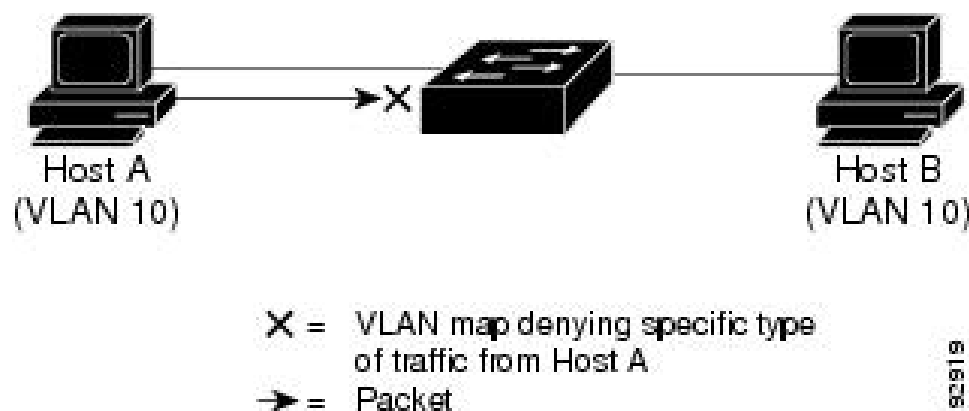 Host A
(VLAN 10)
Host B
(VLAN 10)
X = VLAN map denying specific type
of traffic from Host A
→ = Packet
92919